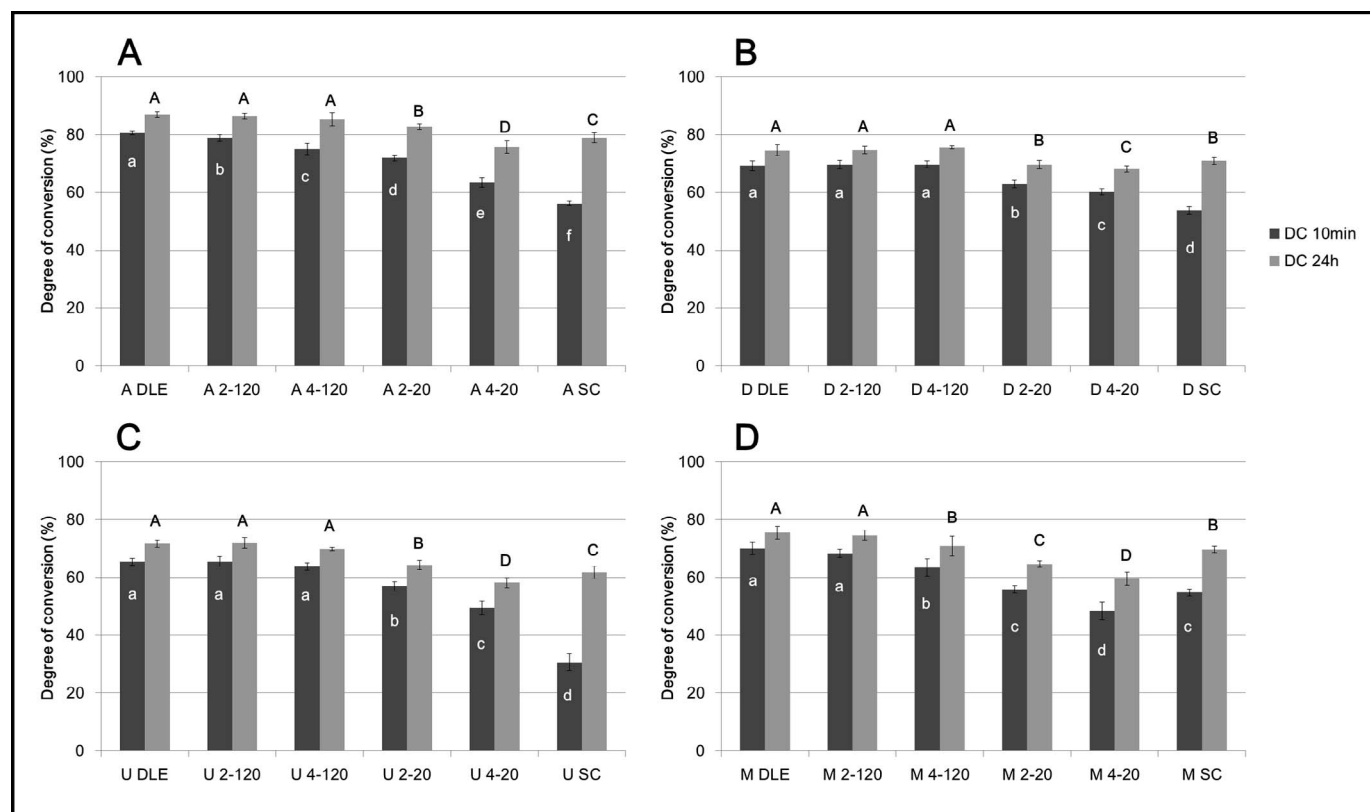 A
Degree of conversion (%)
100
80
60
40
20
0
A A A B D C
a b c d e f
A DLE A 2-120 A 4-120 A 2-20 A 4-20 A SC
B
Degree of conversion (%)
100
80
60
40
20
0
A A A B C B
a a a b c d
D DLE D 2-120 D 4-120 D 2-20 D 4-20 D SC
DC 10min
DC 24h
C
Degree of conversion (%)
100
80
60
40
20
0
A A A B D C
a a a b c d
U DLE U 2-120 U 4-120 U 2-20 U 4-20 U SC
D
Degree of conversion (%)
100
80
60
40
20
0
A A B C D B
a a b c d c
M DLE M 2-120 M 4-120 M 2-20 M 4-20 M SC